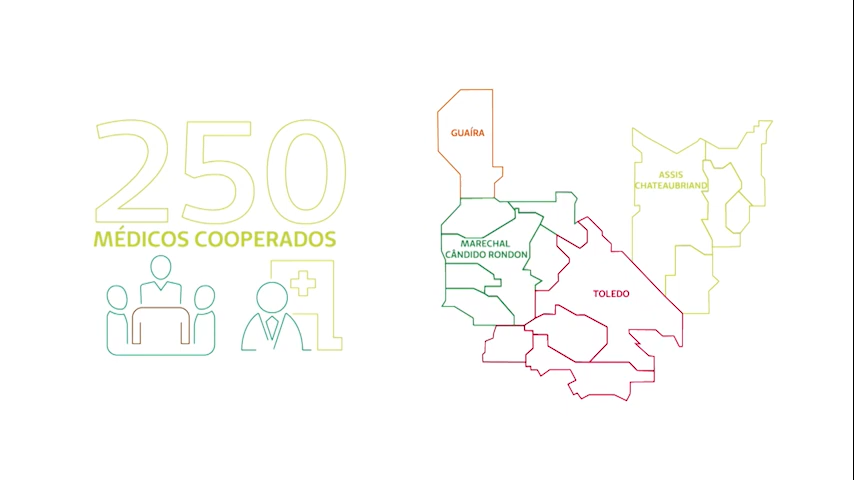 250
MÉDICOS COOPERADOS
GUAÍRA
ASSIS
CHATEAUBRIAND
MARECHAL
CÂNDIDO RONDON
TOLEDO